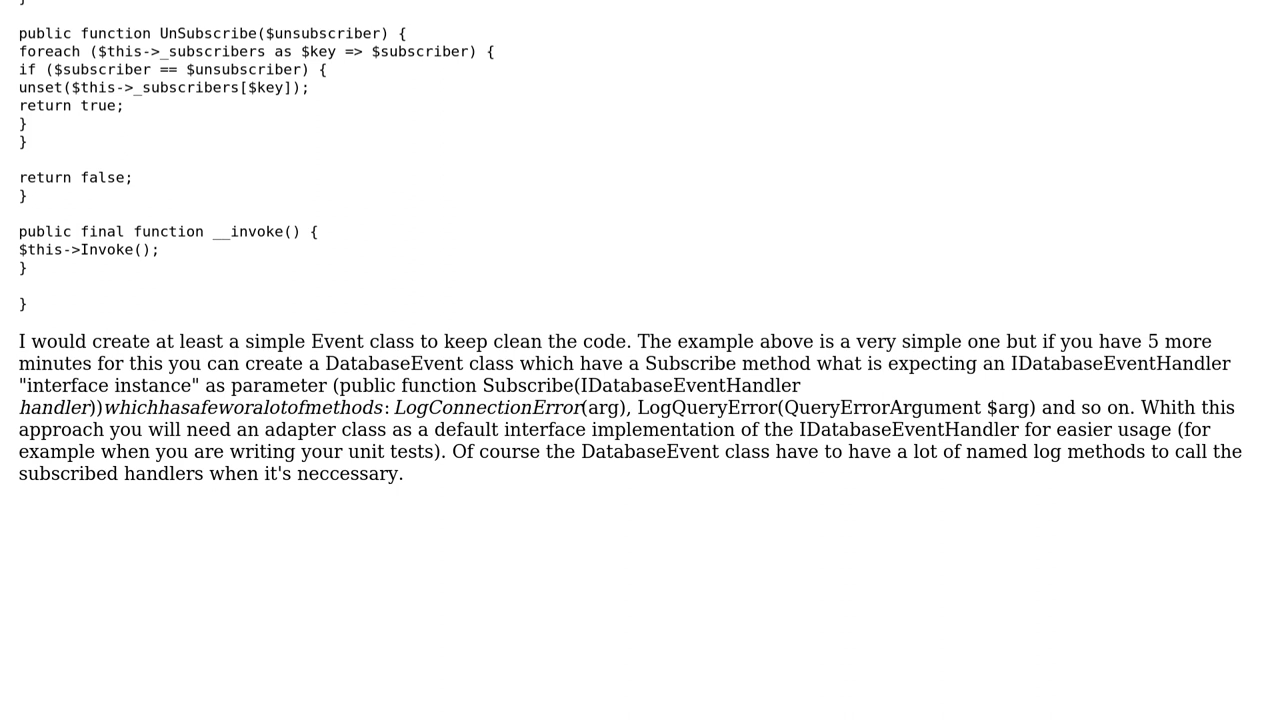 }
public function UnSubscribe($unsubscriber) {
foreach ($this->_subscribers as $key => $subscriber) {
if ($subscriber == $unsubscriber) {
unset($this->_subscribers[$key]);
return true;
}
}
return false;
}
public final function __invoke() {
$this->Invoke();
}
}
I would create at least a simple Event class to keep clean the code. The example above is a very simple one but if you have 5 more
minutes for this you can create a DatabaseEvent class which have a Subscribe method what is expecting an IDatabaseEventHandler
"interface instance" as parameter (public function Subscribe(IDatabaseEventHandler
handler))whichhasafeworalotofmethods: LogConnectionError(arg), LogQueryError(QueryErrorArgument $arg) and so on. Whith this
approach you will need an adapter class as a default interface implementation of the IDatabaseEventHandler for easier usage (for
example when you are writing your unit tests). Of course the DatabaseEvent class have to have a lot of named log methods to call the
subscribed handlers when it's neccessary.